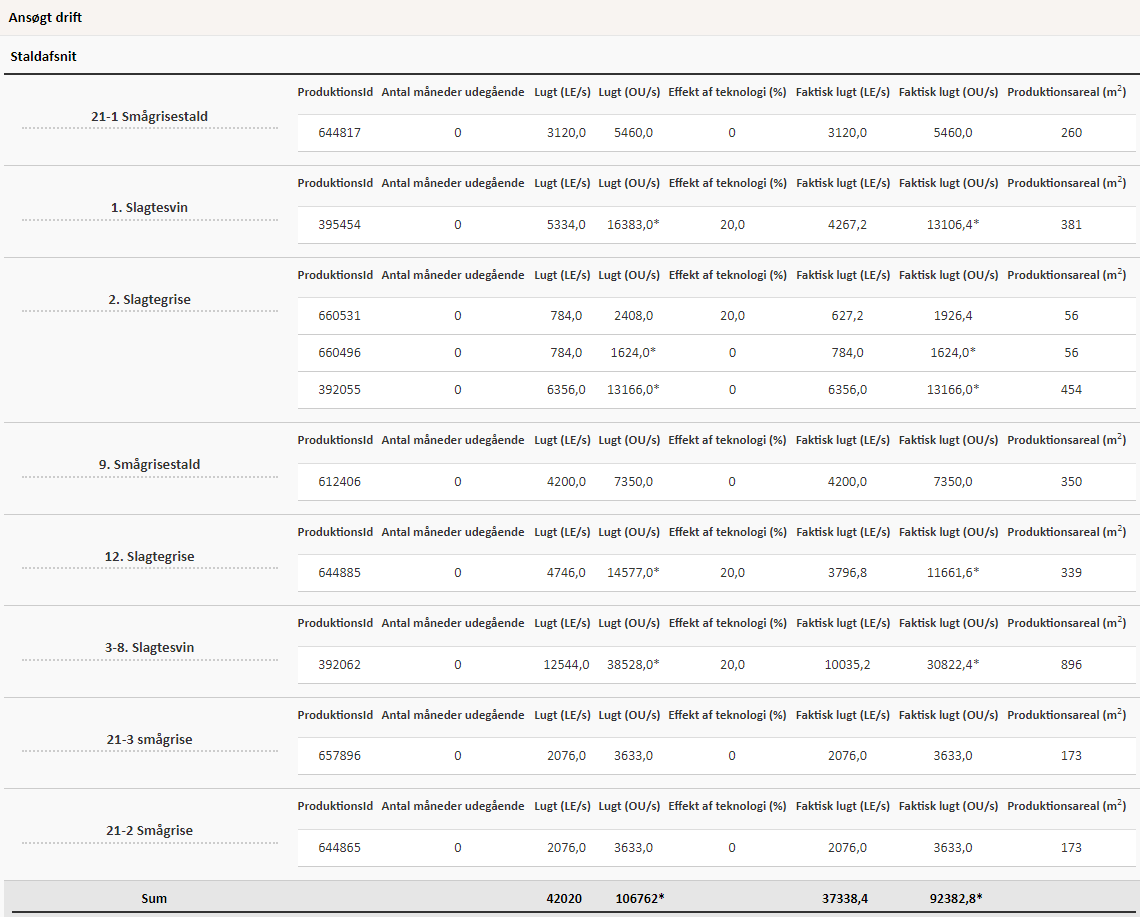 Ansøgt drift
Staldafsnit
21-1 Smågrisestald
ProduktionsId Antal måneder udegående Lugt (LE/s) Lugt (OU/s) Effekt af teknologi (%) Faktisk lugt (LE/s) Faktisk lugt (OU/s) Produktionsareal (m²)
644817 0 3120,0 5460,0 0 3120,0 5460,0 260
1. Slagtesvin
ProduktionsId Antal måneder udegående Lugt (LE/s) Lugt (OU/s) Effekt af teknologi (%) Faktisk lugt (LE/s) Faktisk lugt (OU/s) Produktionsareal (m²)
395454 0 5334,0 16383,0* 20,0 4267,2 13106,4* 381
2. Slagtegrise
ProduktionsId Antal måneder udegående Lugt (LE/s) Lugt (OU/s) Effekt af teknologi (%) Faktisk lugt (LE/s) Faktisk lugt (OU/s) Produktionsareal (m²)
660531 0 784,0 2408,0 20,0 627,2 1926,4 56
660496 0 784,0 1624,0* 0 784,0 1624,0* 56
392055 0 6356,0 13166,0* 0 6356,0 13166,0* 454
9. Smågrisestald
ProduktionsId Antal måneder udegående Lugt (LE/s) Lugt (OU/s) Effekt af teknologi (%) Faktisk lugt (LE/s) Faktisk lugt (OU/s) Produktionsareal (m²)
612406 0 4200,0 7350,0 0 4200,0 7350,0 350
12. Slagtegrise
ProduktionsId Antal måneder udegående Lugt (LE/s) Lugt (OU/s) Effekt af teknologi (%) Faktisk lugt (LE/s) Faktisk lugt (OU/s) Produktionsareal (m²)
644885 0 4746,0 14577,0* 20,0 3796,8 11661,6* 339
3-8. Slagtesvin
ProduktionsId Antal måneder udegående Lugt (LE/s) Lugt (OU/s) Effekt af teknologi (%) Faktisk lugt (LE/s) Faktisk lugt (OU/s) Produktionsareal (m²)
392062 0 12544,0 38528,0* 20,0 10035,2 30822,4* 896
21-3 smågrise
ProduktionsId Antal måneder udegående Lugt (LE/s) Lugt (OU/s) Effekt af teknologi (%) Faktisk lugt (LE/s) Faktisk lugt (OU/s) Produktionsareal (m²)
657896 0 2076,0 3633,0 0 2076,0 3633,0 173
21-2 Smågrise
ProduktionsId Antal måneder udegående Lugt (LE/s) Lugt (OU/s) Effekt af teknologi (%) Faktisk lugt (LE/s) Faktisk lugt (OU/s) Produktionsareal (m²)
644865 0 2076,0 3633,0 0 2076,0 3633,0 173
Sum 42020 106762* 37338,4 92382,8*